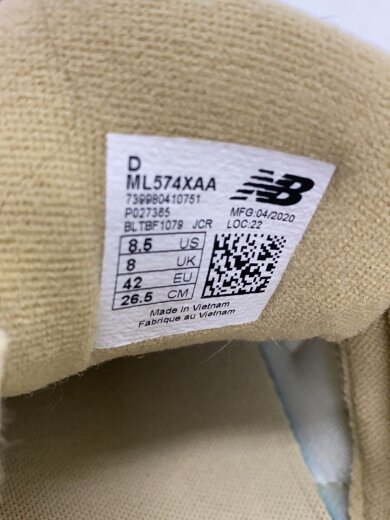 D
ML574XAA
739980410751
P027385
BLTBF1079 JCR
NB
MFG:04/2020
LOC:22
8.5 US
8 UK
42 EU
26.5 CM
Made in Vietnam
Fabrique au Vietnam